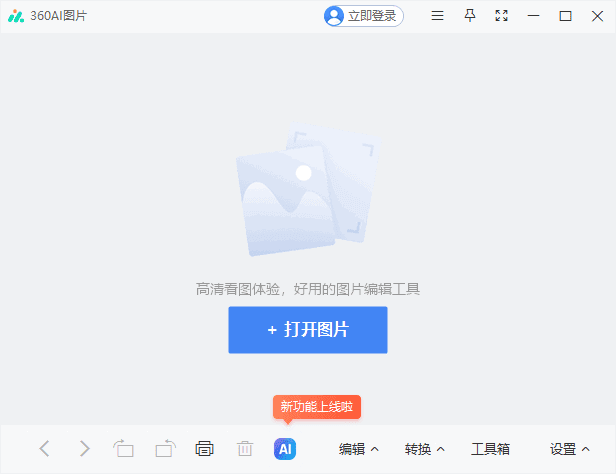 360AI图片
立即登录
高清看图体验，好用的图片编辑工具
+ 打开图片
新功能上线啦
AI
编辑
转换
工具箱
设置